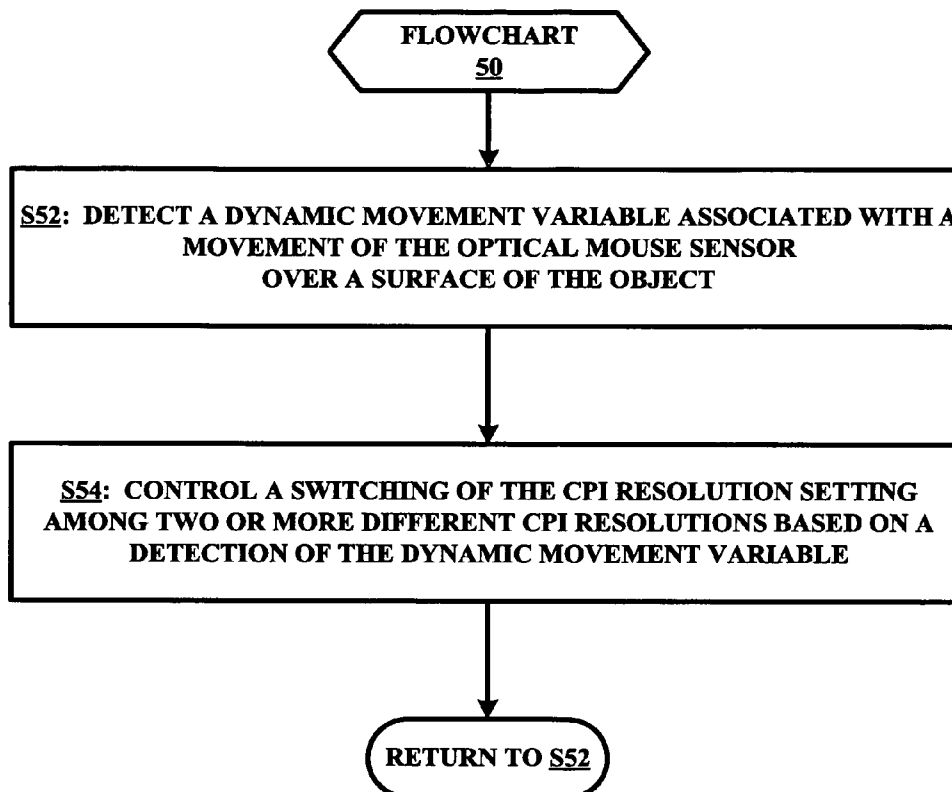 FLOWCHART
50
S52: DETECT A DYNAMIC MOVEMENT VARIABLE ASSOCIATED WITH A
MOVEMENT OF THE OPTICAL MOUSE SENSOR
OVER A SURFACE OF THE OBJECT
S54: CONTROL A SWITCHING OF THE CPI RESOLUTION SETTING
AMONG TWO OR MORE DIFFERENT CPI RESOLUTIONS BASED ON A
DETECTION OF THE DYNAMIC MOVEMENT VARIABLE
RETURN TO S52